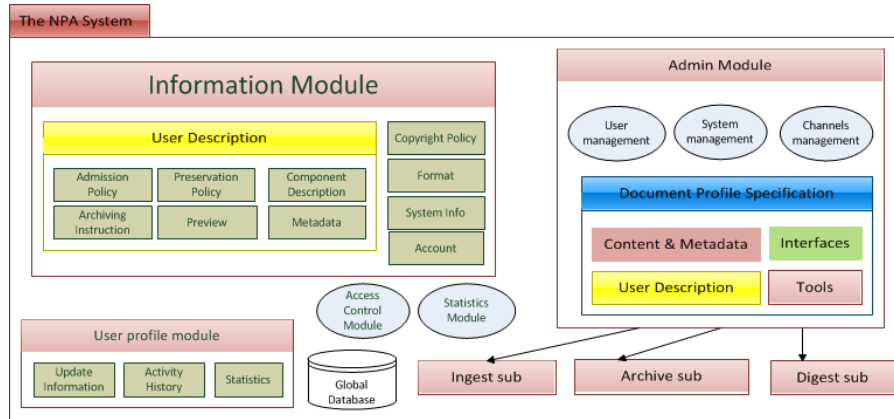 The NPA System
Information Module
User Description
Admission
Policy
Preservation
Policy
Component
Description
Archiving
Instruction
Preview
Metadata
Copyright Policy
Format
System Info
Account
Admin Module
User
management
System
management
Channels
management
Document Profile Specification
Content & Metadata
Interfaces
User Description
Tools
Access
Control
Module
Statistics
Module
User profile module
Update
Information
Activity
History
Statistics
Global
Database
Ingest sub
Archive sub
Digest sub